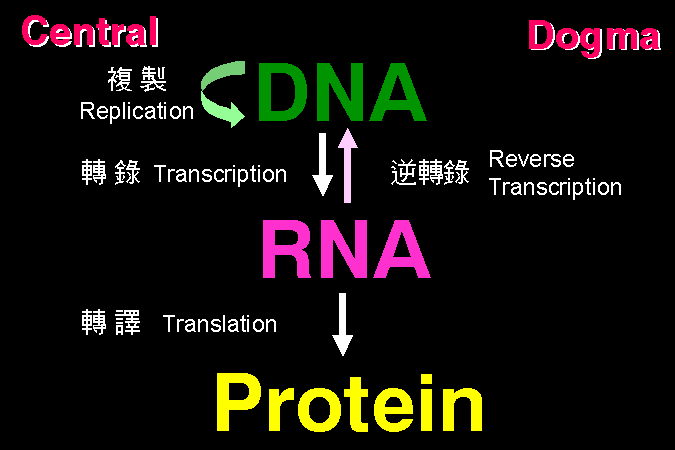 Central Dogma
複 製
Replication
DNA
轉 錄 Transcription
逆轉錄 Reverse
Transcription
RNA
轉 譯 Translation
Protein